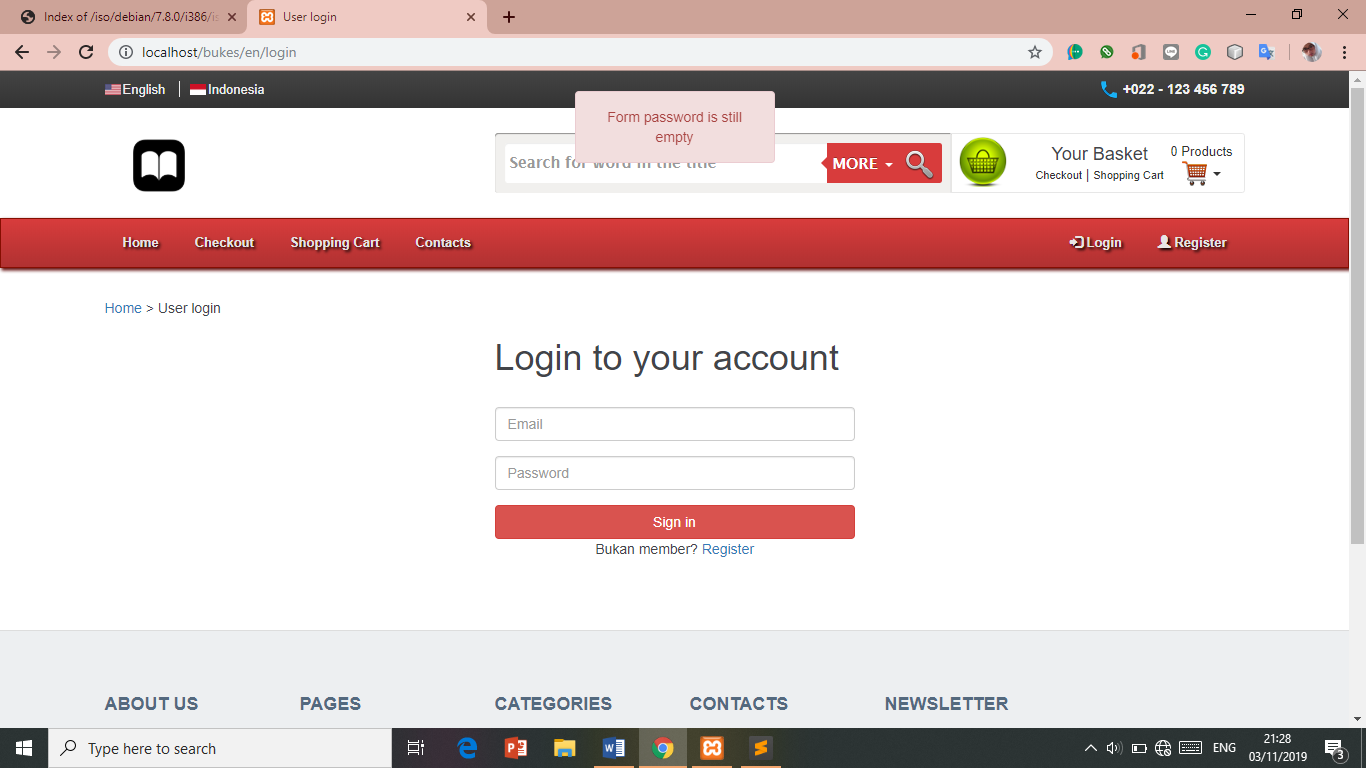 Index of /iso/debian/7.8.0/i386/is
User login
localhost/bukes/en/login
English
Indonesia
+022 - 123 456 789
Form password is still
empty
Search for word in the title
MORE
Your Basket
0 Products
Checkout | Shopping Cart
Home
Checkout
Shopping Cart
Contacts
Login
Register
Home > User login
Login to your account
Email
Password
Sign in
Bukan member? Register
ABOUT US
PAGES
CATEGORIES
CONTACTS
NEWSLETTER
Type here to search
ENG
21:28
03/11/2019
3